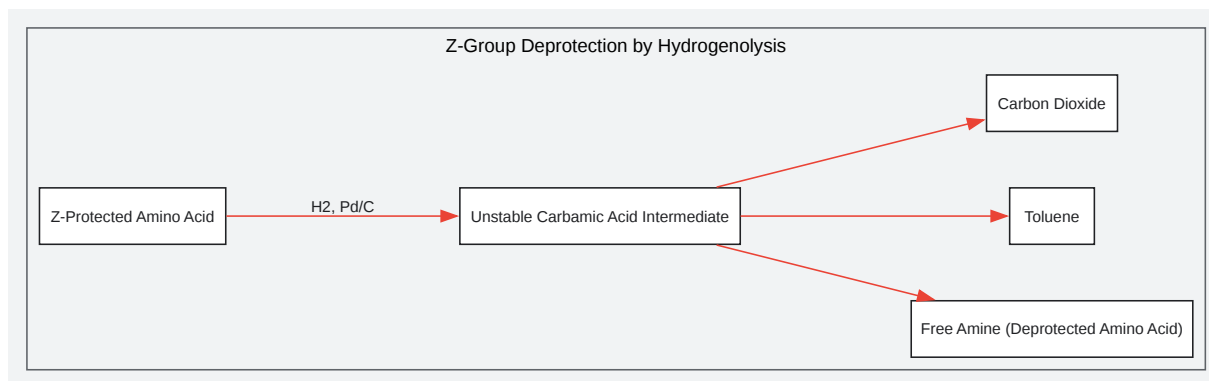 Z-Group Deprotection by Hydrogenolysis
Carbon Dioxide
Z-Protected Amino Acid
H2, Pd/C
Unstable Carbamic Acid Intermediate
Toluene
Free Amine (Deprotected Amino Acid)